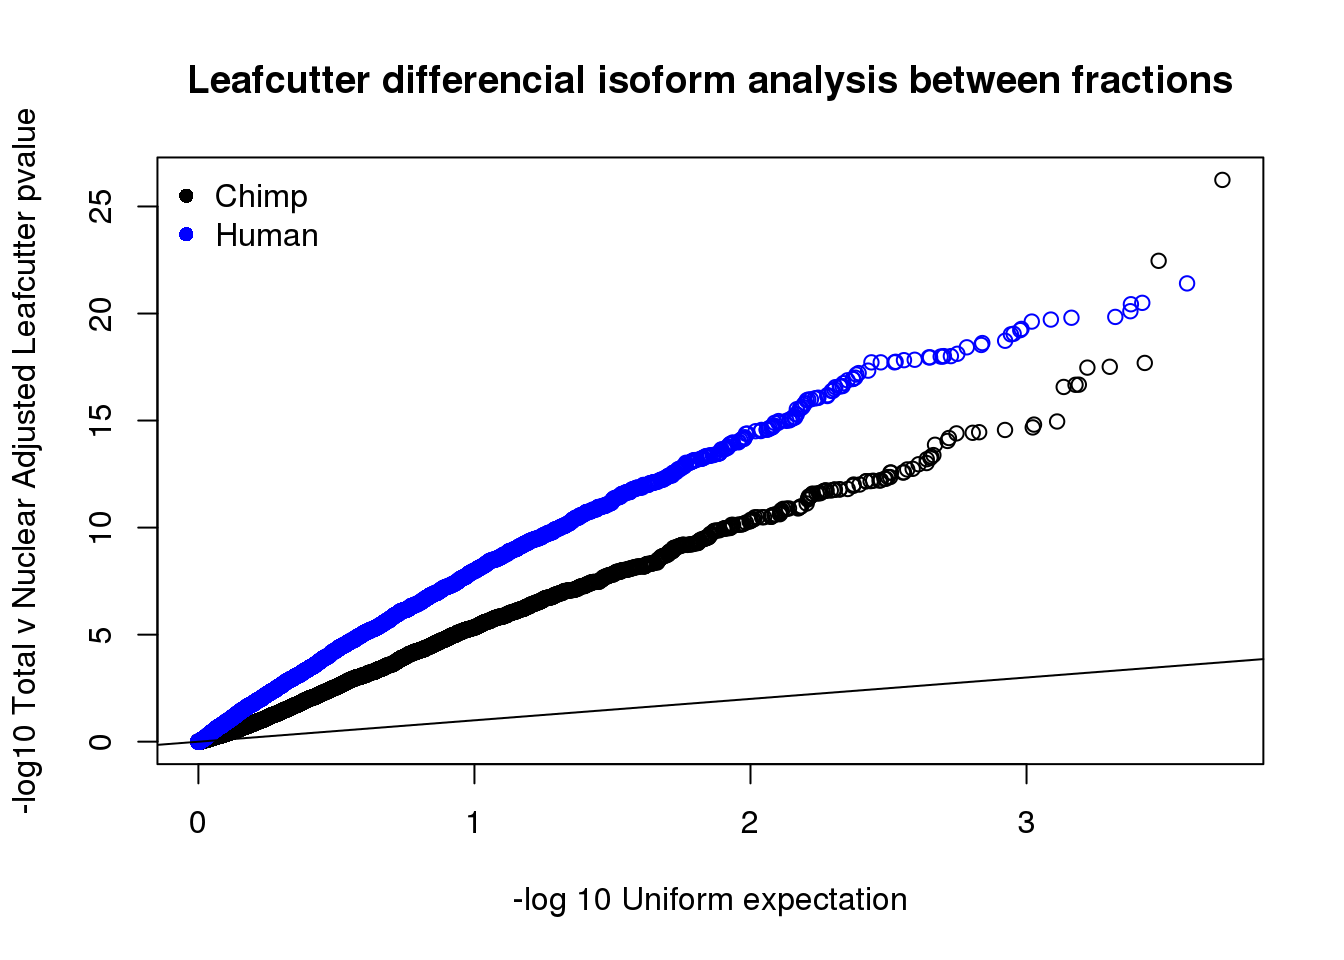 Leafcutter differencial isoform analysis between fractions
-log10 Total v Nuclear Adjusted Leafcutter pvalue
25
20
15
10
5
0
Chimp
Human
0 1 2 3
-log 10 Uniform expectation